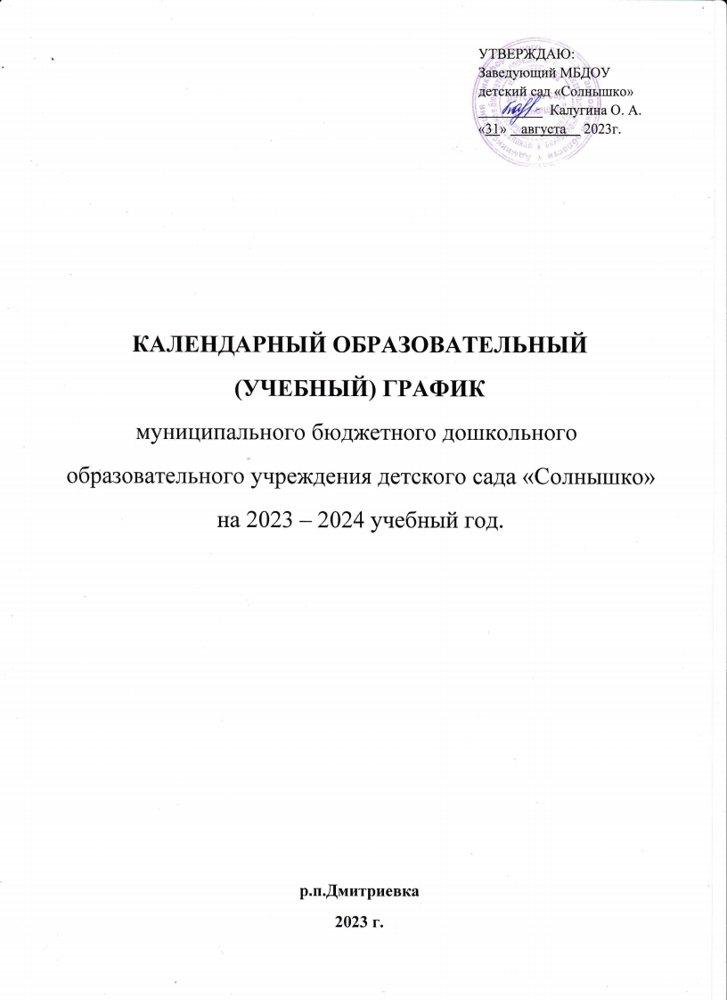 УТВЕРЖДАЮ:
Заведующий МБДОУ
детский сад «Солнышко»
_________ Калугина О. А.
«31» августа 2023г.
КАЛЕНДАРНЫЙ ОБРАЗОВАТЕЛЬНЫЙ
(УЧЕБНЫЙ) ГРАФИК
муниципального бюджетного дошкольного
образовательного учреждения детского сада «Солнышко»
на 2023 – 2024 учебный год.
р.п.Дмитриевка
2023 г.